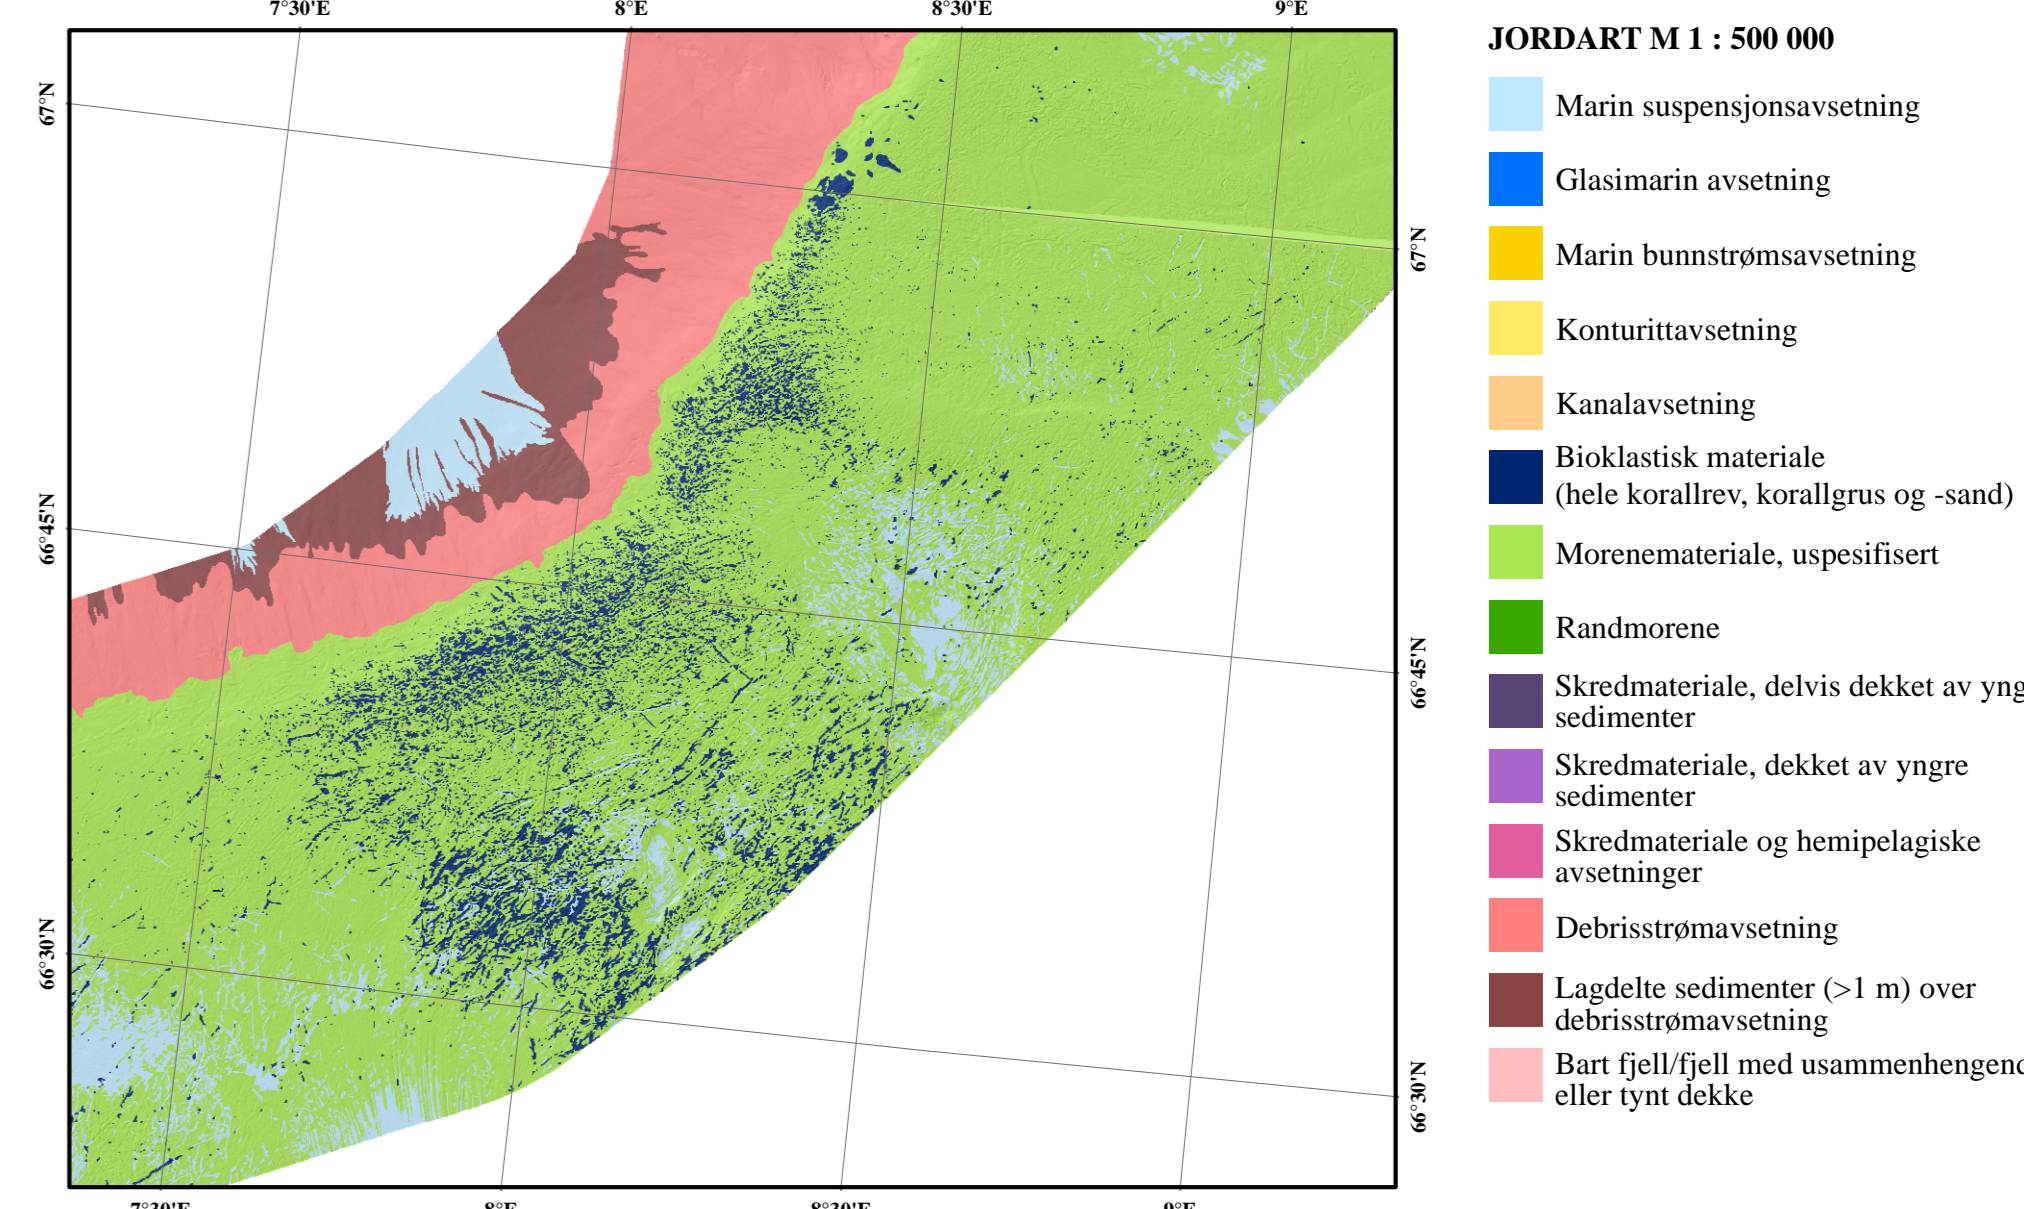 7°30'E 8°E 8°30'E 9°E
67°N
66°45'N
66°30'N
67°N
66°45'N
66°30'N
8°E
9°E
JORDART M 1 : 500 000
Marin suspensjonsavsetning
Glasimarin avsetning
Marin bunnstrømsavsetning
Konturittavsetning
Kanalavsetning
Bioklastisk materiale
(hele korallrev, korallgrus og -sand)
Morenemateriale, uspesifisert
Randmorene
Skredmateriale, delvis dekket av yng
sedimenter
Skredmateriale, dekket av yngre
sedimenter
Skredmateriale og hemipelagiske
avsetninger
Debrisstrømavsetning
Lagdelte sedimenter (>1 m) over
debrisstrømavsetning
Bart fjell/fjell med usammenhengend
eller tynt dekke